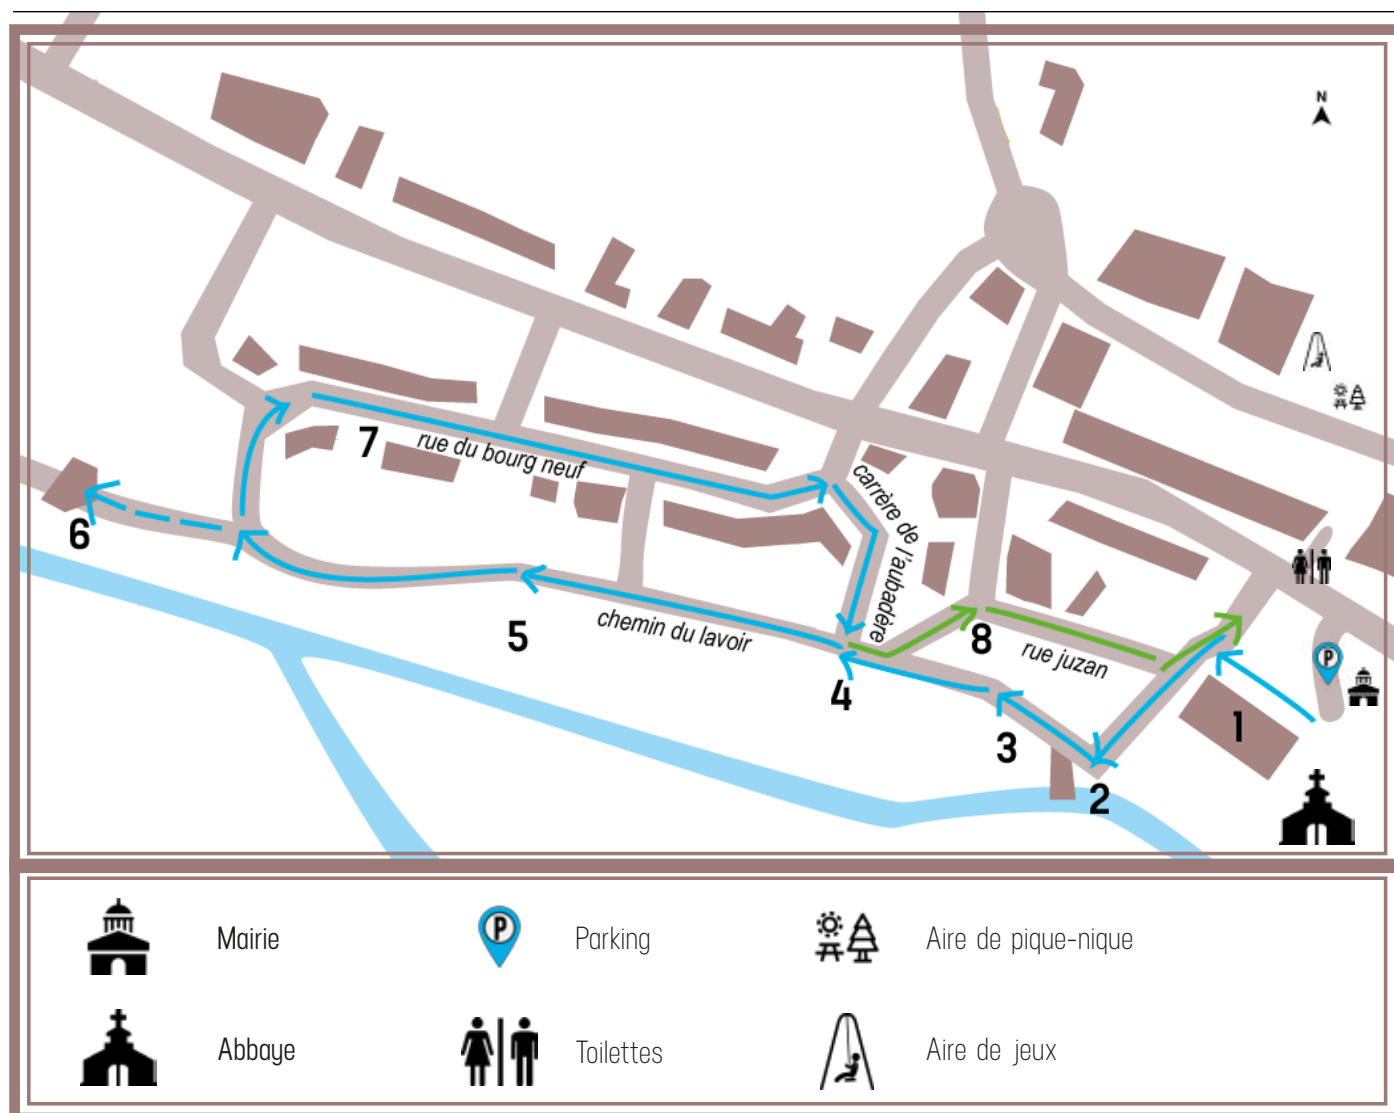 N
7
rue du bourg neuf
carrère de l'aubadère
6
5
chemin du lavoir
8
rue juzan
4
3
2
1
P
Mairie
P
Parking
Aire de pique-nique
Abbaye
Toilettes
Aire de jeux